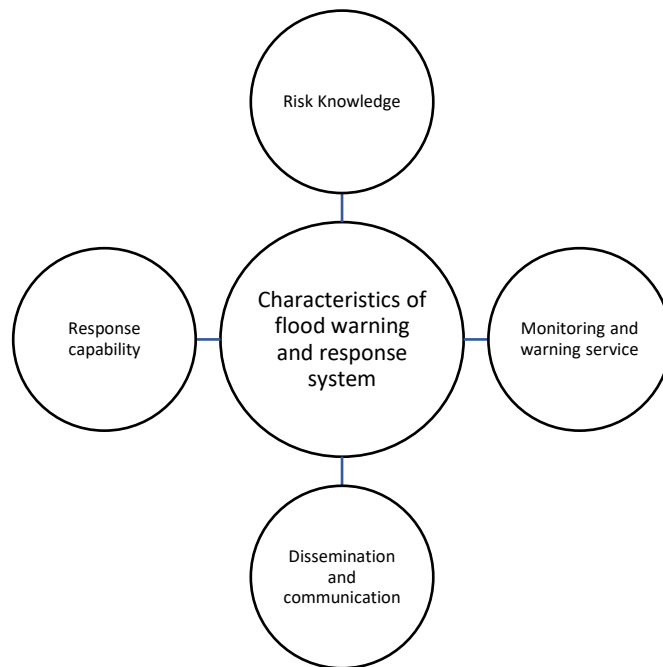 Risk Knowledge
Characteristics of
flood warning
and response
system
Response
capability
Monitoring and
warning service
Dissemination
and
communication